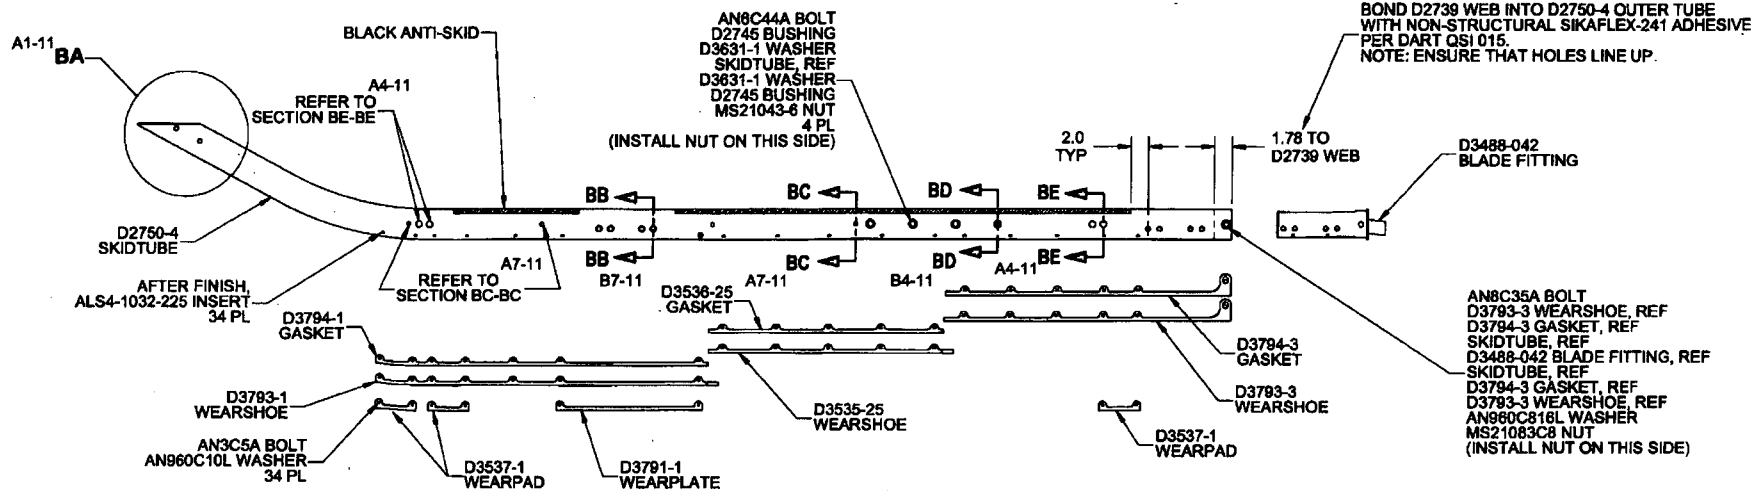 A1-11
BA
BLACK ANTI-SKID
A4-11
REFER TO
SECTION BE-BE
AN6C44A BOLT
D2745 BUSHING
D3631-1 WASHER
SKIDTUBE, REF
D3631-1 WASHER
D2745 BUSHING
MS21043-6 NUT
4 PL
(INSTALL NUT ON THIS SIDE)
BOND D2739 WEB INTO D2750-4 OUTER TUBE
WITH NON-STRUCTURAL SIKAFLEX-241 ADHESIVE
PER DART QSI 015.
NOTE: ENSURE THAT HOLES LINE UP.
2.0
TYP
1.78 TO
D2739 WEB
D3488-042
BLADE FITTING
BB
BC
BD
BE
D2750-4
SKIDTUBE
AFTER FINISH,
ALS4-1032-225 INSERT
34 PL
A7-11
REFER TO
SECTION BC-BC
BB
B7-11
BC
A7-11
BD
B4-11
BE
A4-11
D3794-1
GASKET
D3536-25
GASKET
D3794-3
GASKET
D3793-1
WEARSHOE
D3535-25
WEARSHOE
D3793-3
WEARSHOE
AN3C5A BOLT
AN960C10L WASHER
34 PL
D3537-1
WEARPAD
D3791-1
WEARPLATE
D3537-1
WEARPAD
AN8C35A BOLT
D3793-3 WEARSHOE, REF
D3794-3 GASKET, REF
SKIDTUBE, REF
D3488-042 BLADE FITTING, REF
SKIDTUBE, REF
D3794-3 GASKET, REF
D3793-3 WEARSHOE, REF
AN960C816L WASHER
MS21083C8 NUT
(INSTALL NUT ON THIS SIDE)